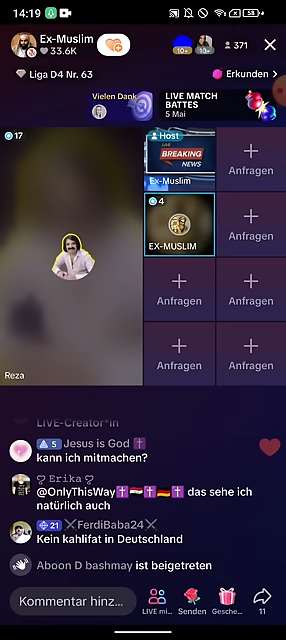 14:19
58
Ex-Muslim
33.6K
10+
10+
371
Liga D4 Nr. 63
Erkunden >
Vielen Dank
LIVE MATCH
BATTES
5 Mai
17
Host
BREAKING
NEWS
Ex-Muslim
Anfragen
4
EX-MUSLIM
Anfragen
Anfragen
Anfragen
Reza
Anfragen
Anfragen
LIVE-Creator*in
5 Jesus is God ✝️
kann ich mitmachen?
ღ Erika ღ
@OnlyThisWay✝️🇪🇬✝️🇩🇪✝️ das sehe ich
natürlich auch
21 ⚔FerdiBaba24⚔
Kein kahlifat in Deutschland
Aboon D bashmay ist beigetreten
Kommentar hinz...
LIVE mi...
Senden
Gesche...
11